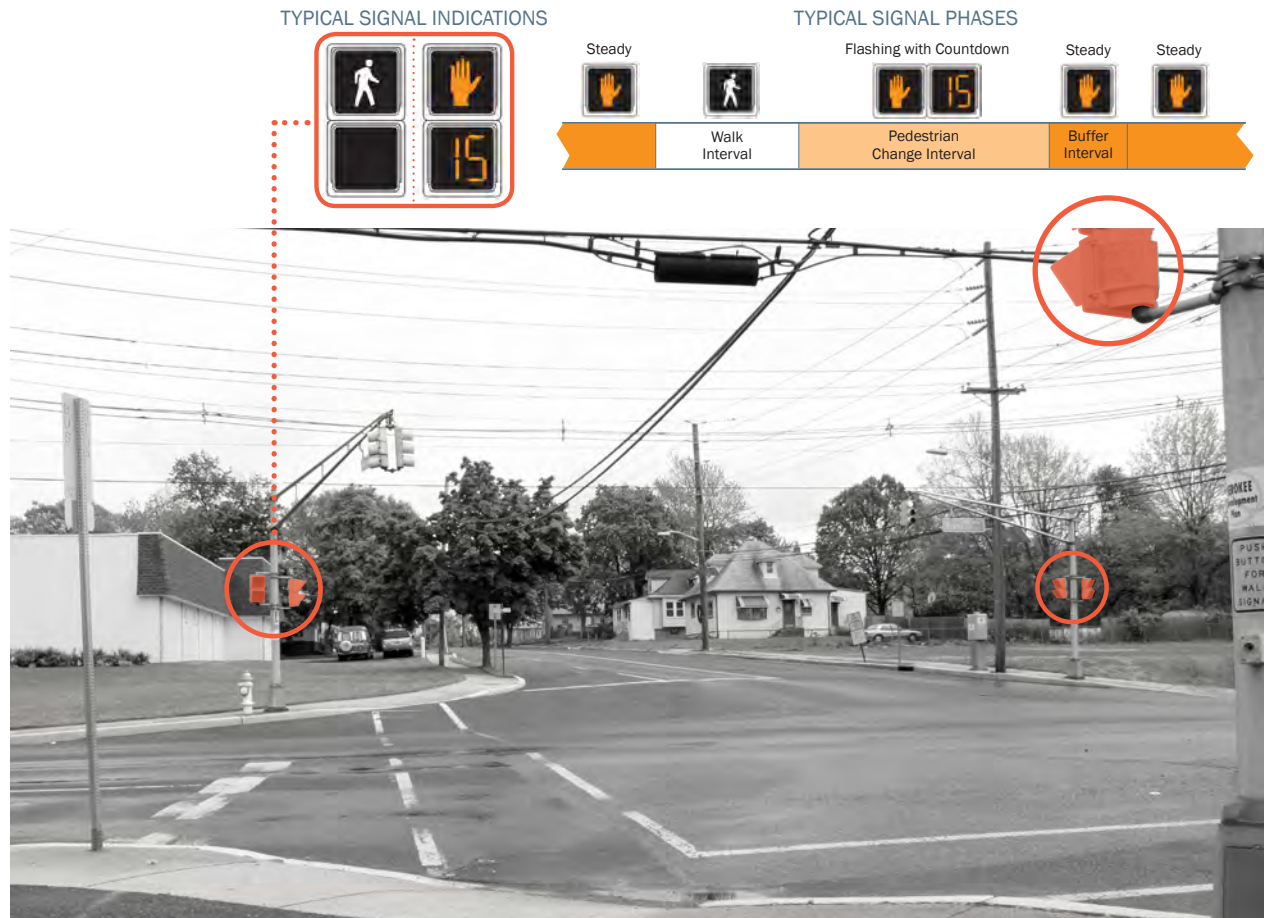 TYPICAL SIGNAL INDICATIONS
TYPICAL SIGNAL PHASES
Steady
Flashing with Countdown
Steady
Steady
15
15
Walk
Interval
Pedestrian
Change Interval
Buffer
Interval
PUSH
BUTTON
FOR
WALK
SIGNAL